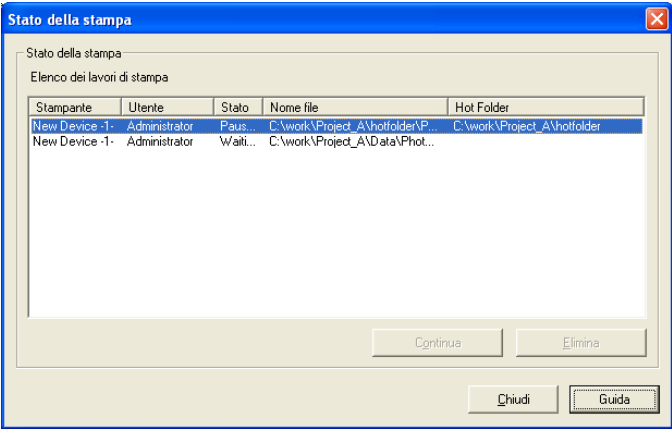 Stato della stampa
Stato della stampa
Elenco dei lavori di stampa
Stampante Utente Stato Nome file Hot Folder
New Device -1- Administrator Paus... C:\work\Project_A\hotfolder\P... C:\work\Project_A\hotfolder
New Device -1- Administrator Waiti... C:\work\Project_A\Data\Phot...
Continua Elimina
Chiudi Guida